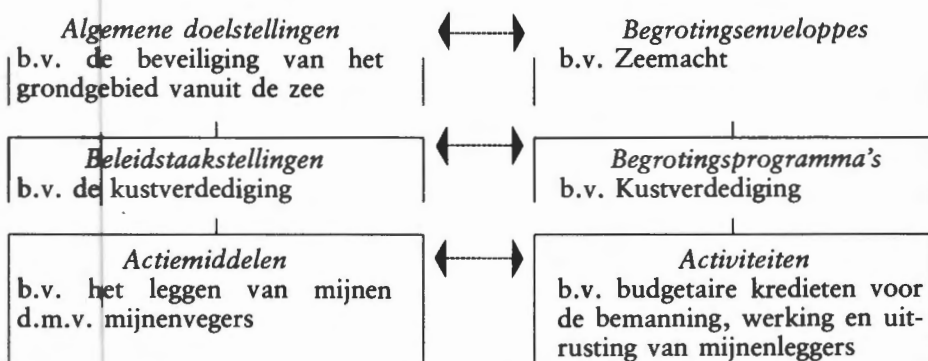 Algemene doelstellingen
b.v. de beveiliging van het
grondgebied vanuit de zee
Begrotingsenveloppes
b.v. Zeemacht
Beleidstaakstellingen
b.v. de kustverdediging
Begrotingsprogramma's
b.v. Kustverdediging
Actiemiddelen
b.v. het leggen van mijnen
d.m.v. mijnenvegers
Activiteiten
b.v. budgetaire kredieten voor
de bemanning, werking en uit-
rusting van mijnenleggers